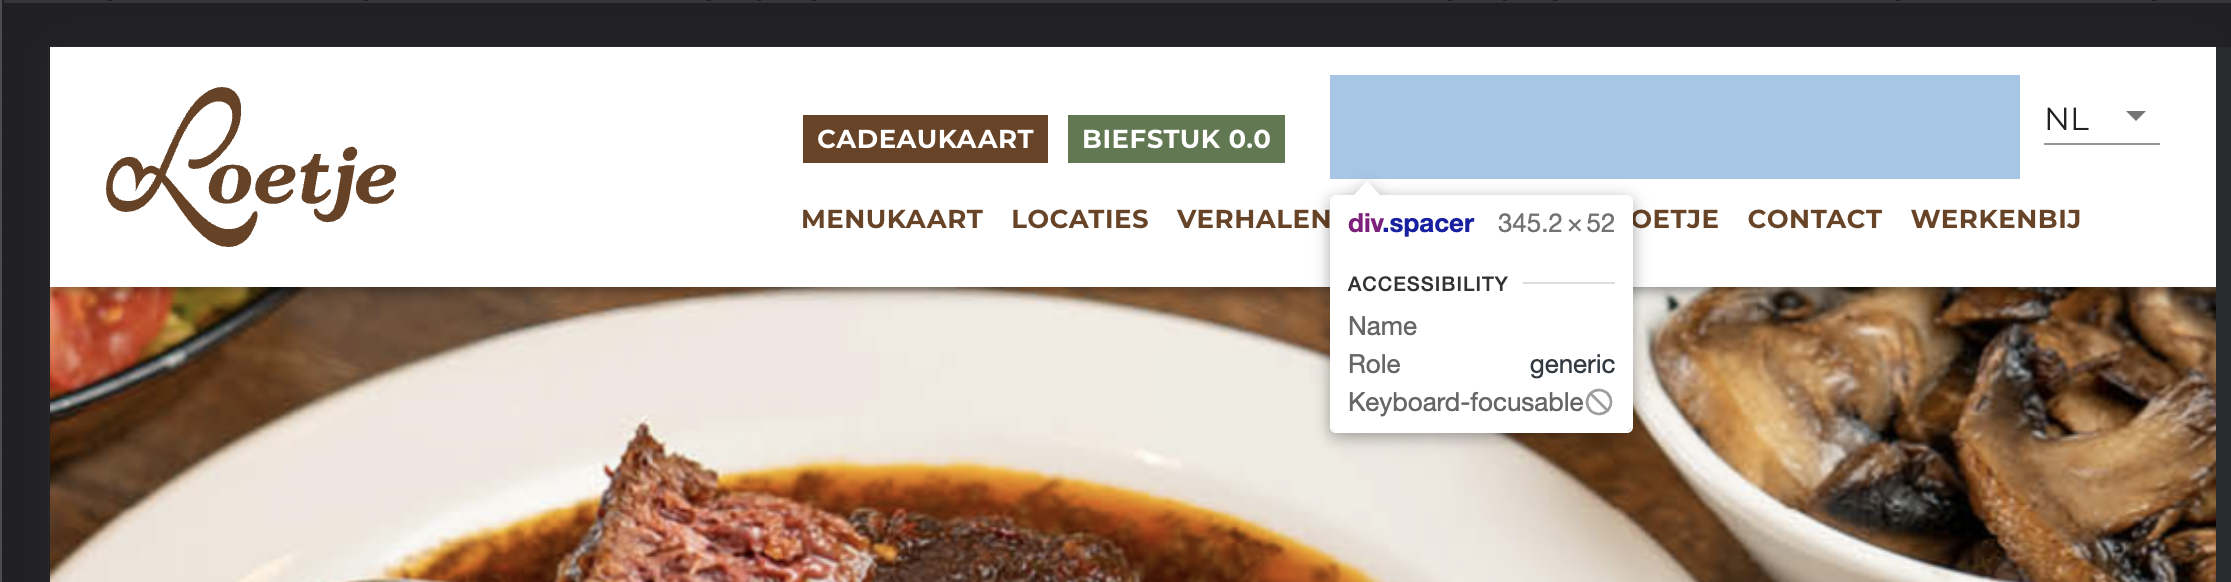 Loetje
CADEAUKAART BIEFSTUK 0.0
NL
MENUKAART LOCATIES VERHALEN OETJE CONTACT WERKENBIJ
div.spacer 345.2 × 52
ACCESSIBILITY
Name
Role generic
Keyboard-focusable